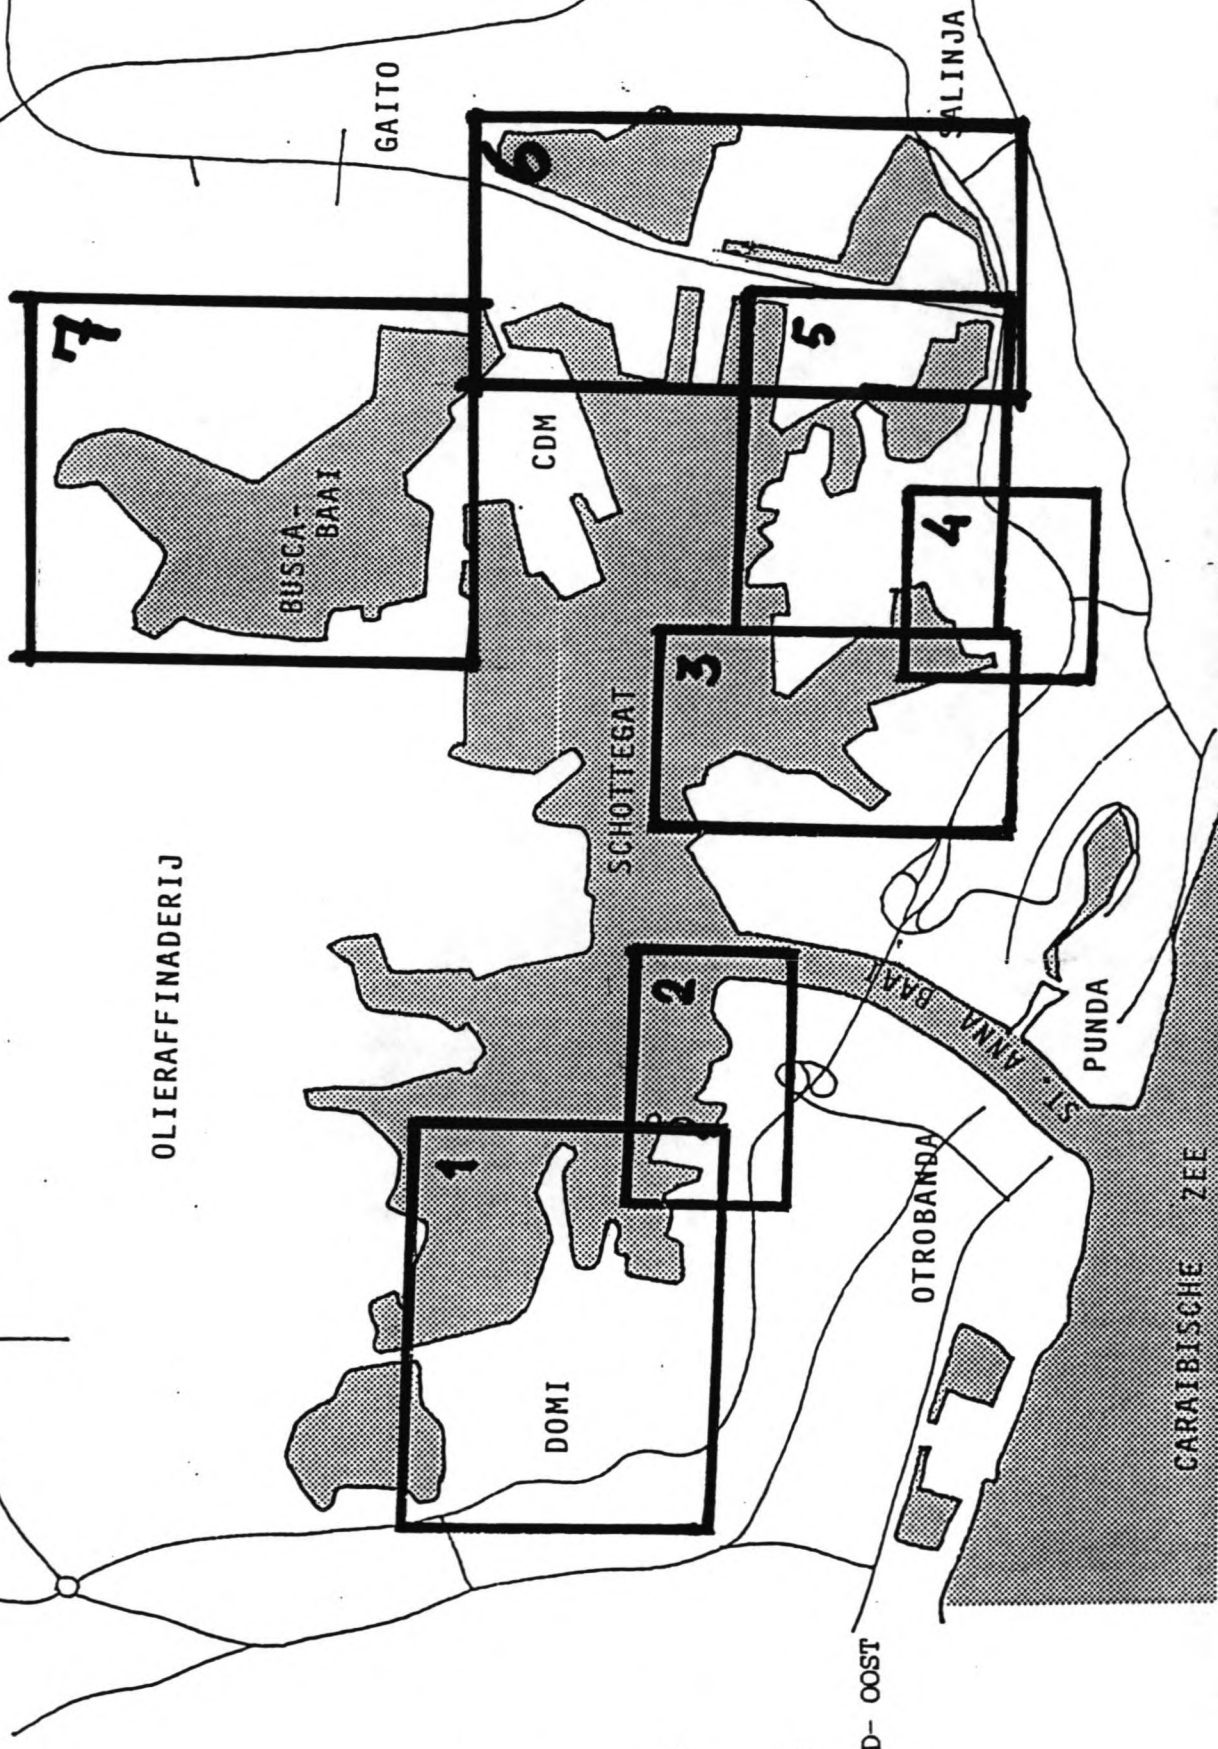 OLIERAFFINADERIJ
GAITO
SALINJA
7
BUSCA-
BAAI
6
CDM
5
4
3
SCHOTTEGAT
2
1
DOMI
ST. ANNA BAAI
PUNDA
OTROBANDA
CARAIBISCHE ZEE
D- OOST